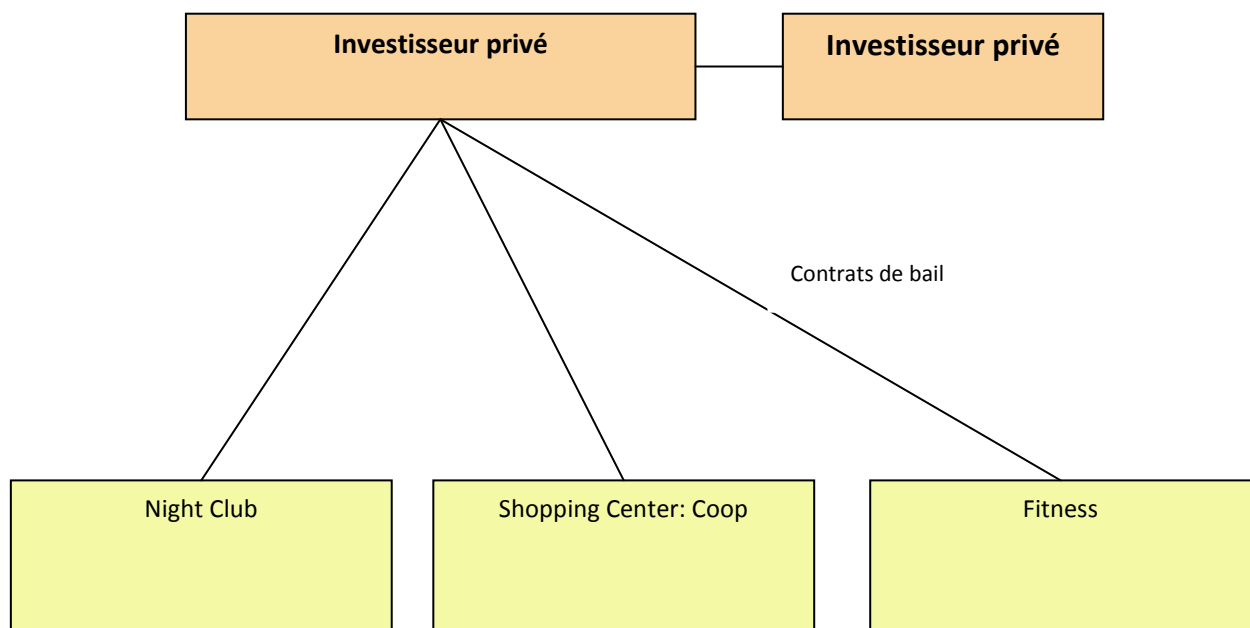 Investisseur privé
Investisseur privé
Contrats de bail
Night Club
Shopping Center: Coop
Fitness